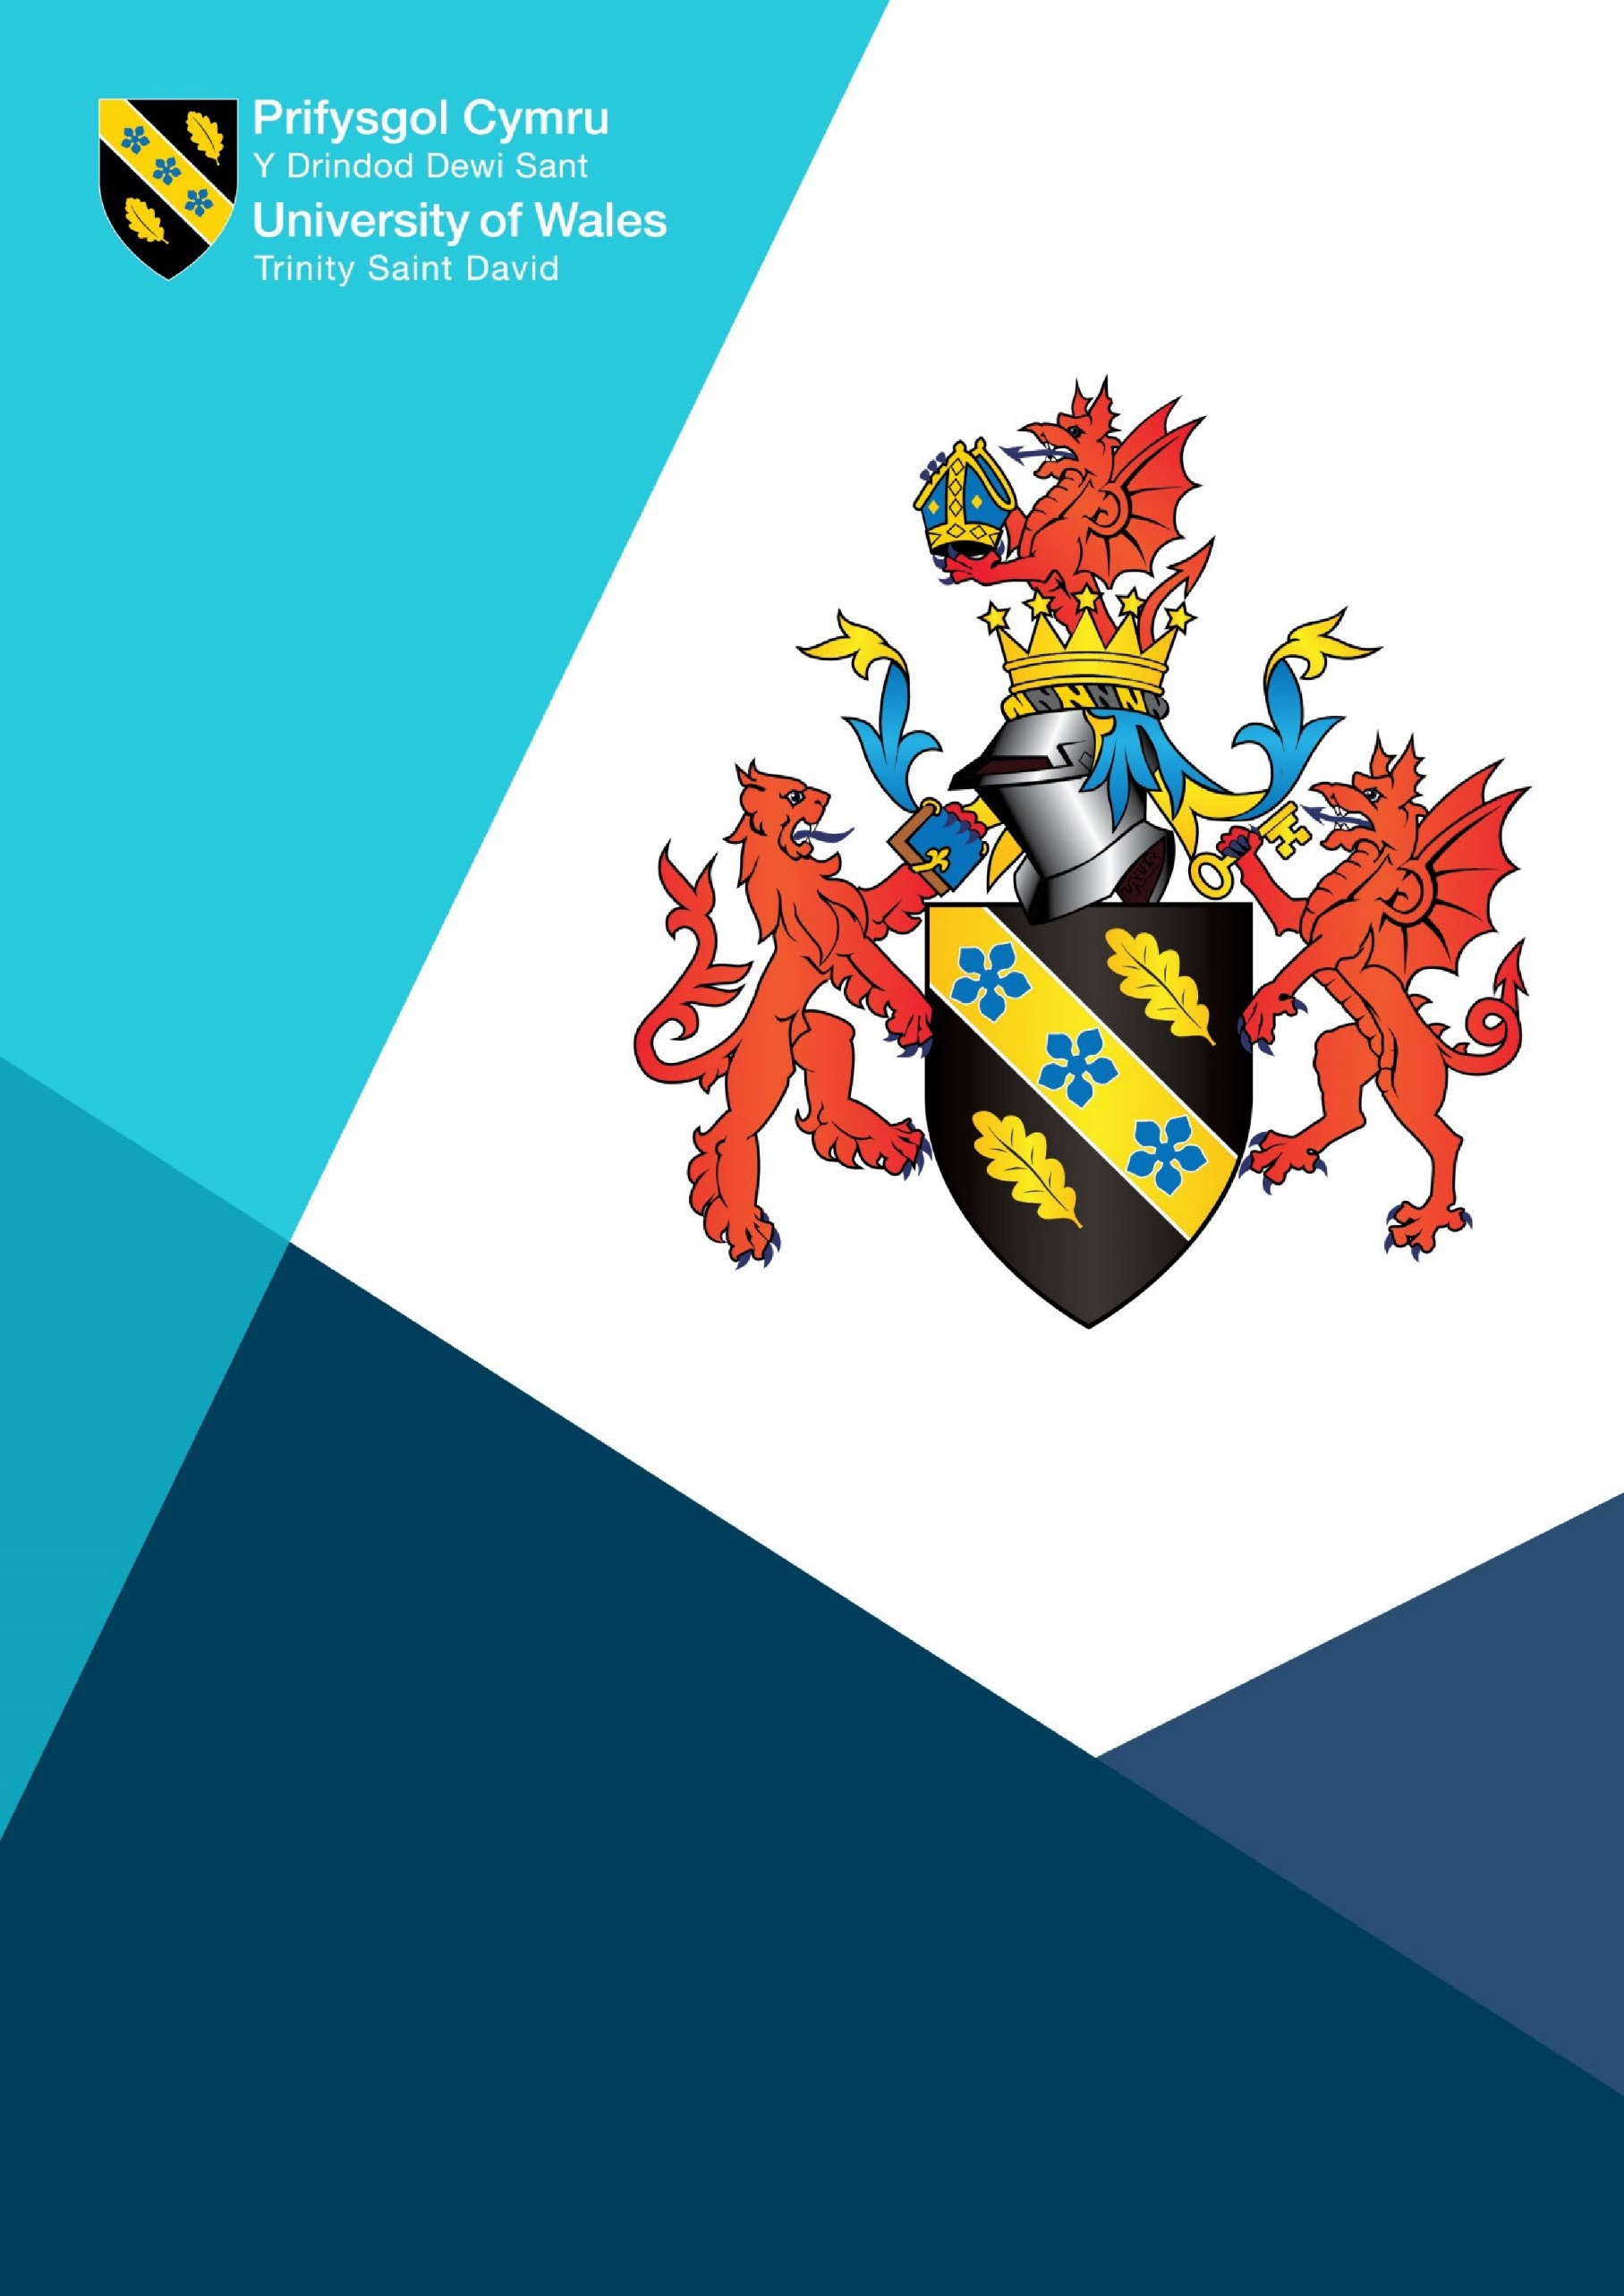 Prifysgol Cymru
Y Drindod Dewi Sant
University of Wales
Trinity Saint David